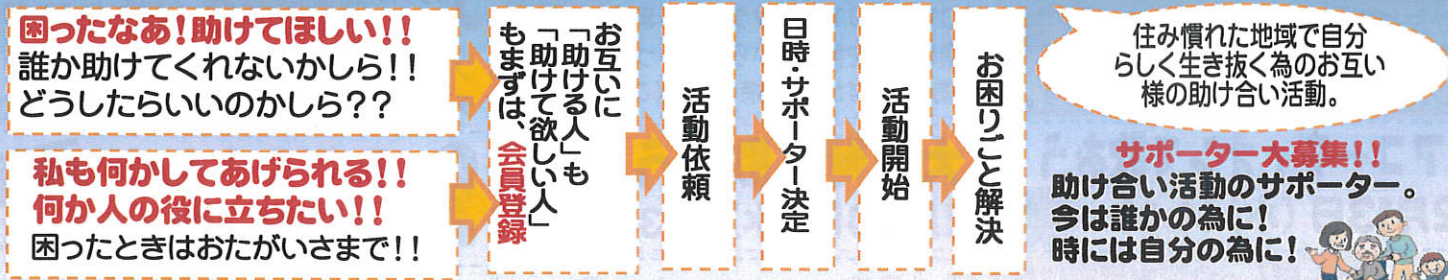 困ったなあ!助けてほしい!!
誰か助けてくれないかしら!!
どうしたらいいのかしら??
私も何かしてあげられる!!
何か人の役に立ちたい!!
困ったときはおたがいさまで!!
お互いに
「助ける人」も
「助けて欲しい人」
もまずは、会員登録
活動依頼
日時・サポーター決定
活動開始
お困りごと解決
住み慣れた地域で自分
らしく生き抜く為のお互い
様の助け合い活動。
サポーター大募集!!
助け合い活動のサポーター。
今は誰かの為に!
時には自分の為に!